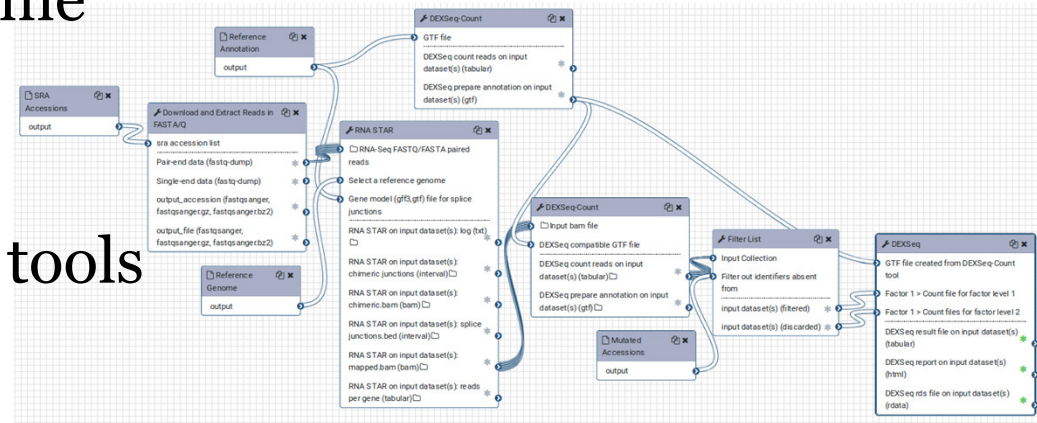 tools
SRA
Accessions
output
Reference
Annotation
output
Download and Extract Reads in
FASTA/Q
sra accession list
Pair-end data (fastq-dump)
Single-end data (fastq-dump)
output_accession (fastqsanger,
fastqsanger.gz, fastqsanger.bz2)
output_file (fastqsanger,
fastqsanger.gz, fastqsanger.bz2)
Reference
Genome
output
RNA STAR
RNA-Seq FASTQ/FASTA paired
reads
Select a reference genome
Gene model (gff3,gtf) file for splice
junctions
RNA STAR on input dataset(s): log (txt)
RNA STAR on input dataset(s):
chimeric junctions (interval)
RNA STAR on input dataset(s):
chimeric.bam (bam)
RNA STAR on input dataset(s): splice
junctions.bed (interval)
RNA STAR on input dataset(s):
mapped.bam (bam)
RNA STAR on input dataset(s): reads
per gene (tabular)
DEXSeq-Count
GTF file
DEXSeq count reads on input
dataset(s) (tabular)
DEXSeq prepare annotation on input
dataset(s) (gtf)
DEXSeq-Count
Input bam file
DEXSeq compatible GTF file
DEXSeq count reads on input
dataset(s) (tabular)
DEXSeq prepare annotation on input
dataset(s) (gtf)
Mutated
Accessions
output
Filter List
Input Collection
Filter out identifiers absent
from
input dataset(s) (filtered)
input dataset(s) (discarded)
DEXSeq
GTF file created from DEXSeq-Count
tool
Factor 1 > Count file for factor level 1
Factor 1 > Count files for factor level 2
DEXSeq result file on input dataset(s)
(tabular)
DEXSeq report on input dataset(s)
(html)
DEXSeq rds file on input dataset(s)
(rdata)